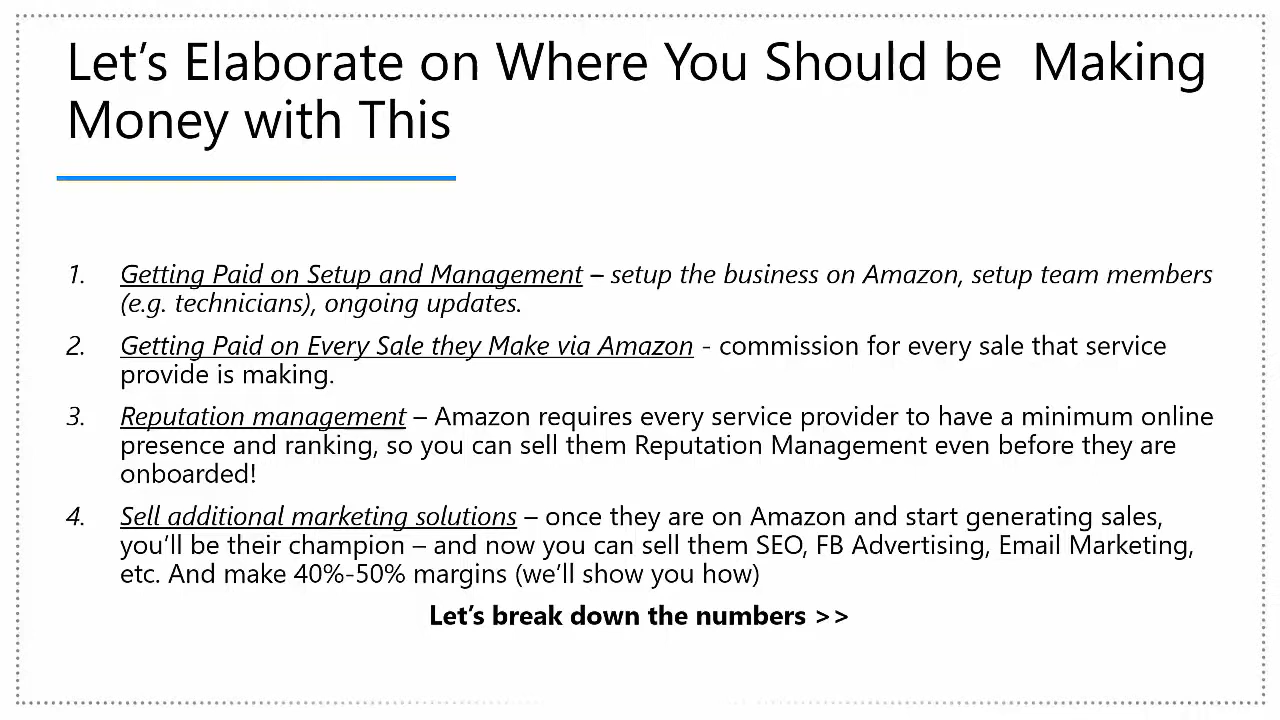 Let's Elaborate on Where You Should be  Making
Money with This
1. Getting Paid on Setup and Management – setup the business on Amazon, setup team members
(e.g. technicians), ongoing updates.
2. Getting Paid on Every Sale they Make via Amazon - commission for every sale that service
provide is making.
3. Reputation management – Amazon requires every service provider to have a minimum online
presence and ranking, so you can sell them Reputation Management even before they are
onboarded!
4. Sell additional marketing solutions – once they are on Amazon and start generating sales,
you'll be their champion – and now you can sell them SEO, FB Advertising, Email Marketing,
etc. And make 40%-50% margins (we'll show you how)
Let's break down the numbers >>